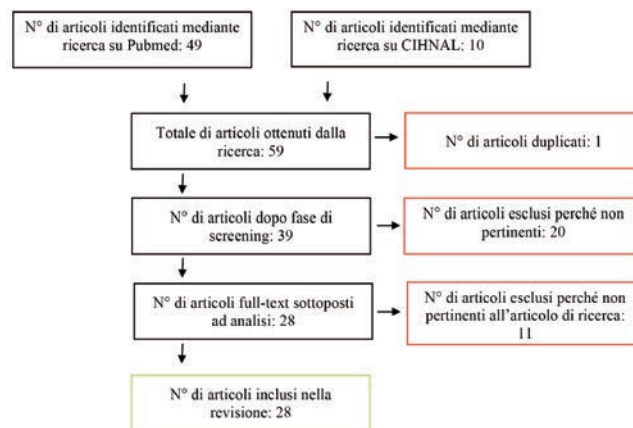 N° di articoli identificati mediante
ricerca su Pubmed: 49
N° di articoli identificati mediante
ricerca su CIHNAL: 10
Totale di articoli ottenuti dalla
ricerca: 59
N° di articoli duplicati: 1
N° di articoli dopo fase di
screening: 39
N° di articoli esclusi perché non
pertinenti: 20
N° di articoli full-text sottoposti
ad analisi: 28
N° di articoli esclusi perché non
pertinenti all'articolo di ricerca:
11
N° di articoli inclusi nella
revisione: 28